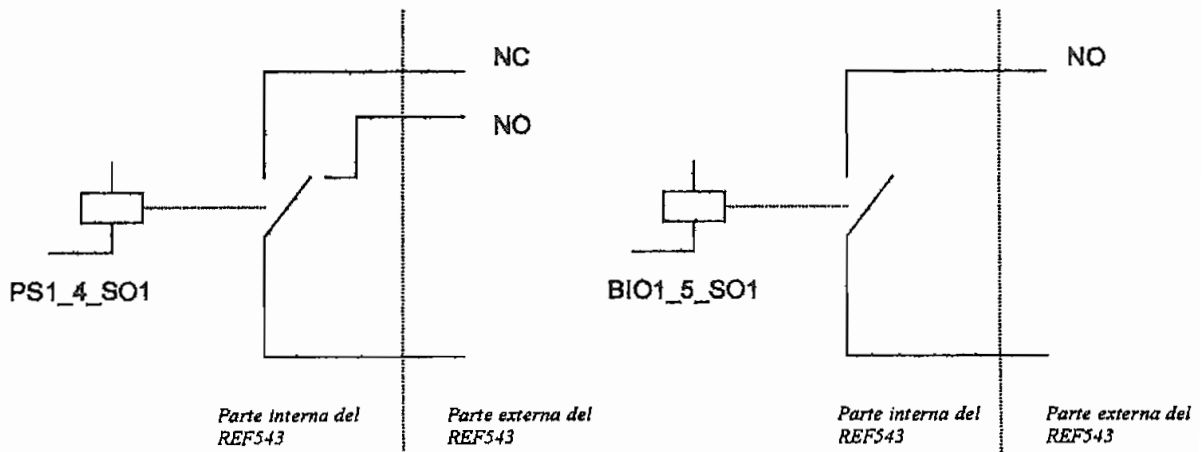 NC
NO
PS1_4_SO1
Parte interna del
REF543
Parte externa del
REF543
NO
BIO1_5_SO1
Parte interna del
REF543
Parte externa del
REF543